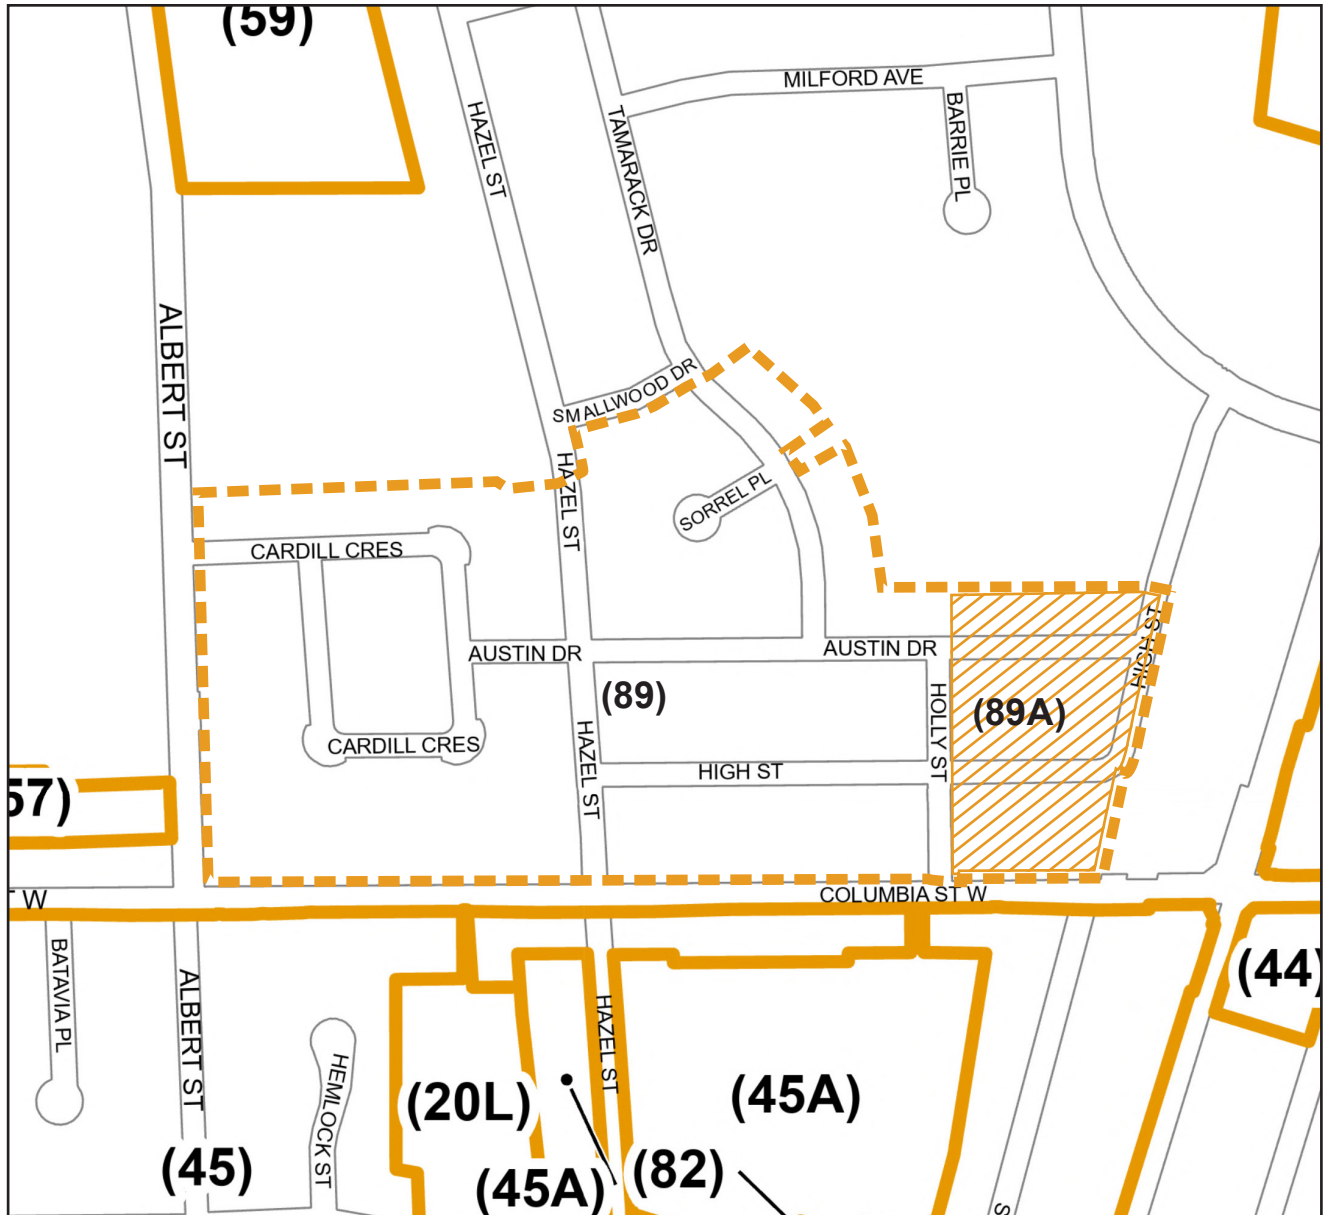 (59)
MILFORD AVE
HAZEL ST
TAMARACK DR
BARRIE PL
ALBERT ST
SMALLWOOD DR
HAZEL ST
SORREL PL
CARDILL CRES
AUSTIN DR
AUSTIN DR
HIGH ST
(89)
HOLLY ST
(89A)
CARDILL CRES
HAZEL ST
HIGH ST
57)
T W
COLUMBIA ST W
BATAVIA PL
ALBERT ST
HEMLOCK ST
HAZEL ST
(44)
(20L)
(45A)
(45)
(45A)
(82)
S